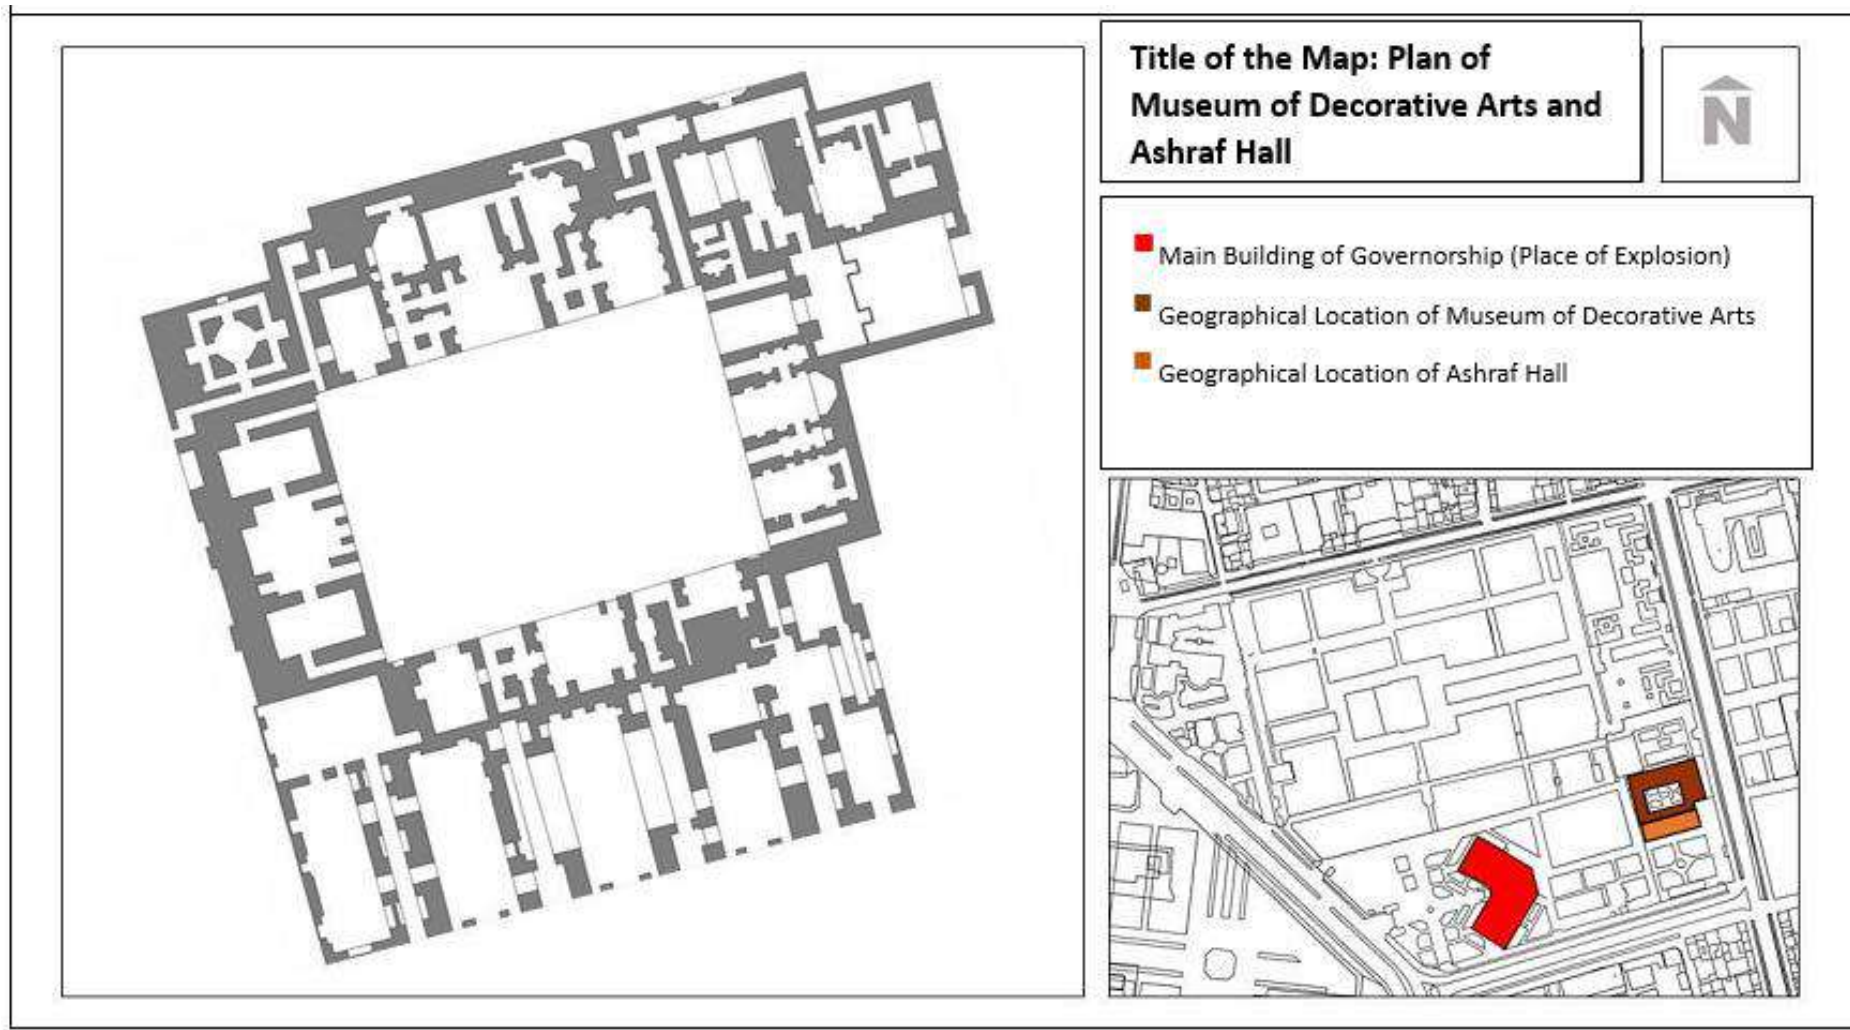 Title of the Map: Plan of
Museum of Decorative Arts and
Ashraf Hall
N
Main Building of Governorship (Place of Explosion)
Geographical Location of Museum of Decorative Arts
Geographical Location of Ashraf Hall